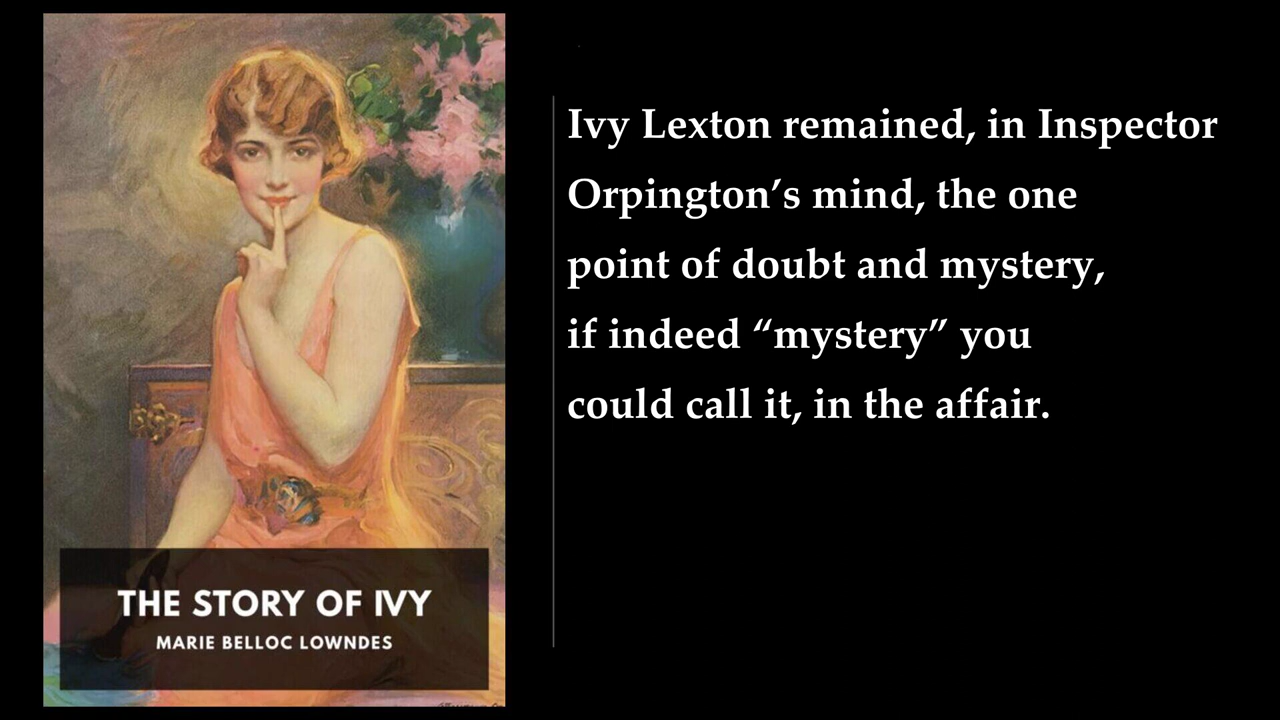 Ivy Lexton remained, in Inspector
Orpington’s mind, the one
point of doubt and mystery,
if indeed “mystery” you
could call it, in the affair.
THE STORY OF IVY
MARIE BELLOC LOWNDES